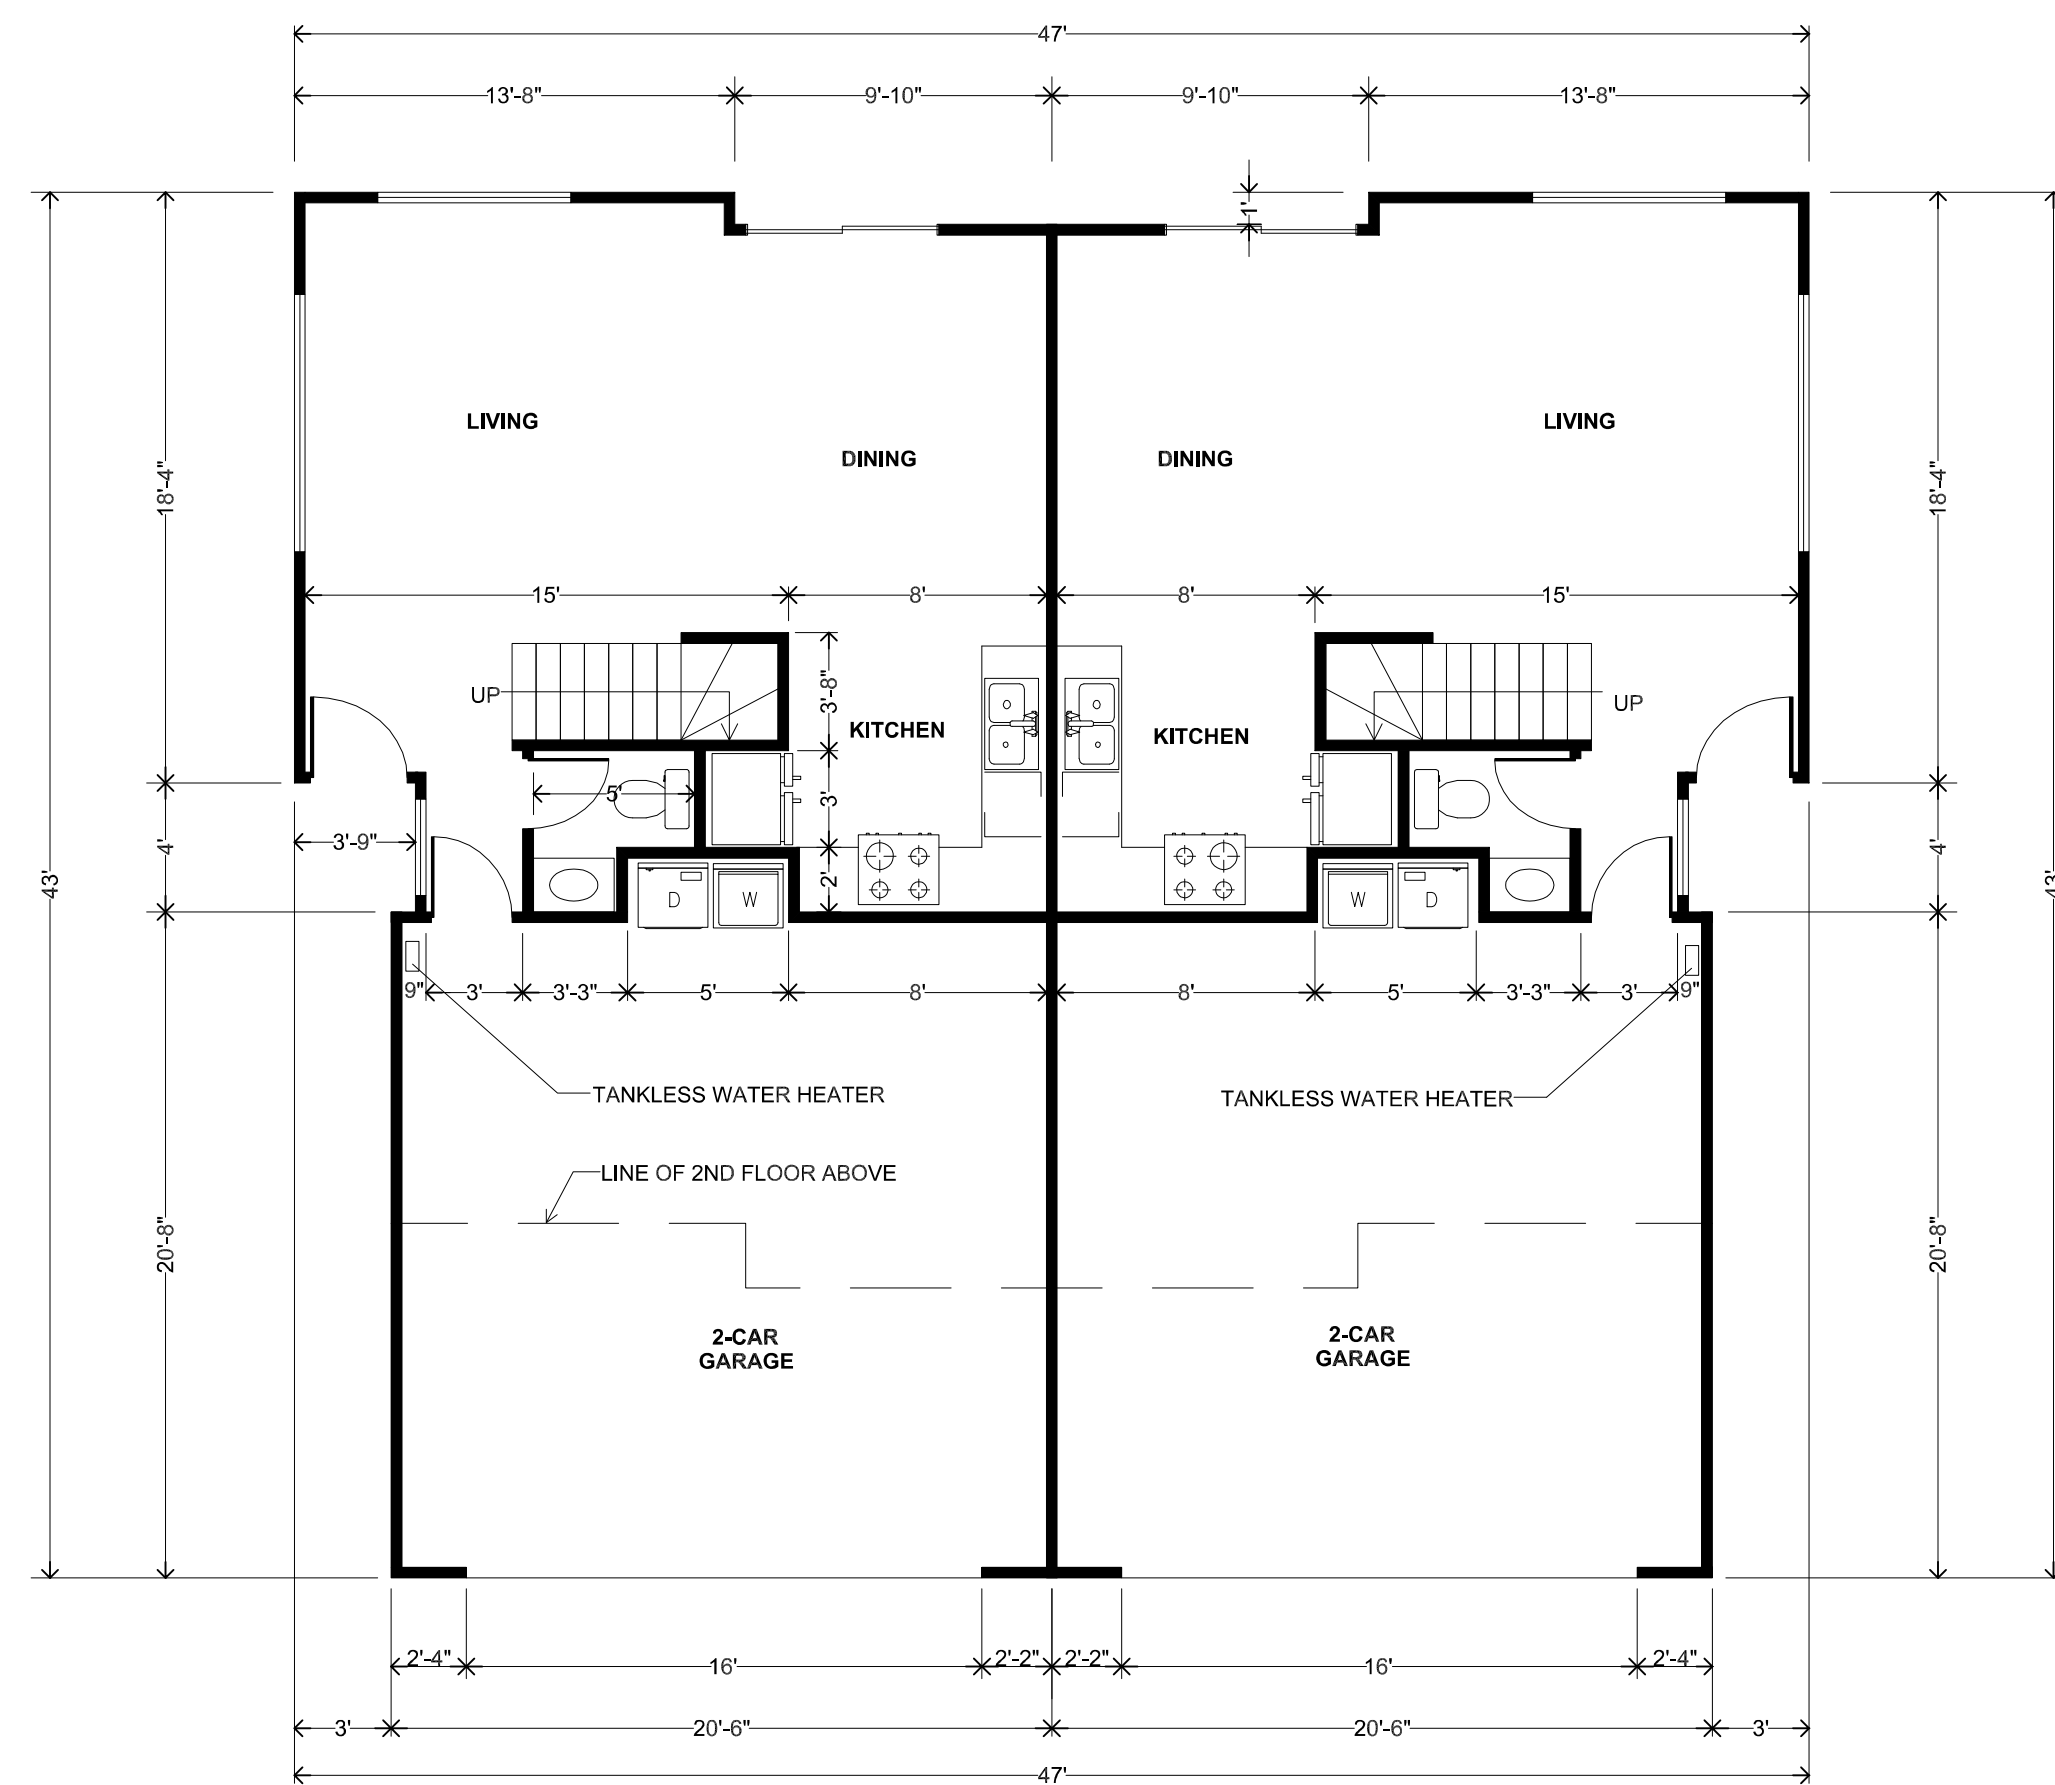 47'
13'-8" 9'-10" 9'-10" 13'-8"
1'
LIVING LIVING
DINING DINING
18'-4" 18'-4"
15' 8' 8' 15'
3'-8"
UP UP
KITCHEN KITCHEN
5' 3'
3'-9"
4' 4'
43' 43'
2'
D W W D
9" 3' 3'-3" 5' 8' 8' 5' 3'-3" 3' 9"
TANKLESS WATER HEATER TANKLESS WATER HEATER
LINE OF 2ND FLOOR ABOVE
20'-8" 20'-8"
2-CAR 2-CAR
GARAGE GARAGE
2'-4" 16' 2'-2" 2'-2" 16' 2'-4"
3' 20'-6" 20'-6" 3'
47'